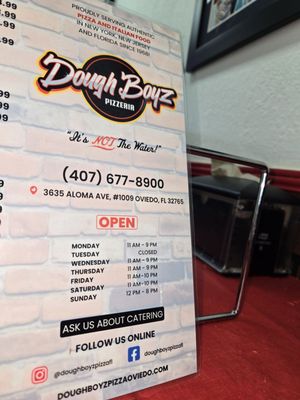 PROUDLY SERVING AUTHENTIC
PIZZA AND ITALIAN FOOD
IN NEW YORK, NEW JERSEY
AND FLORIDA SINCE 1968!
Dough Boyz
PIZZERIA
"It's NOT The Water!"
(407) 677-8900
3635 ALOMA AVE, #1009 OVIEDO, FL 32765
OPEN
MONDAY 11 AM - 9 PM
TUESDAY CLOSED
WEDNESDAY 11 AM - 9 PM
THURSDAY 11 AM - 9 PM
FRIDAY 11 AM-10 PM
SATURDAY 11 AM-10 PM
SUNDAY 12 PM - 8 PM
ASK US ABOUT CATERING
FOLLOW US ONLINE
@doughboyzpizzafl
doughboyzpizzafl
DOUGHBOYZPIZZAOVIEDO.COM